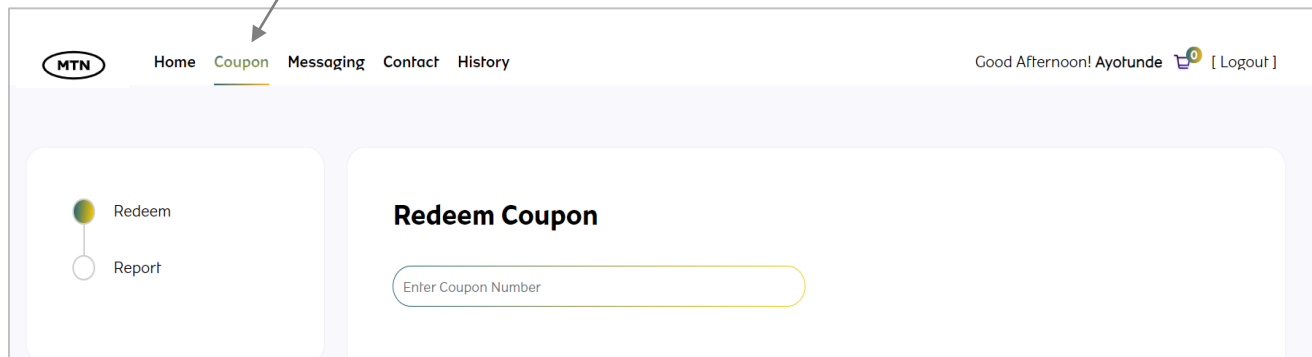 MTN Home Coupon Messaging Contact History Good Afternoon! Ayotunde 0 [ Logout ]
Redeem
Report
Redeem Coupon
Enter Coupon Number